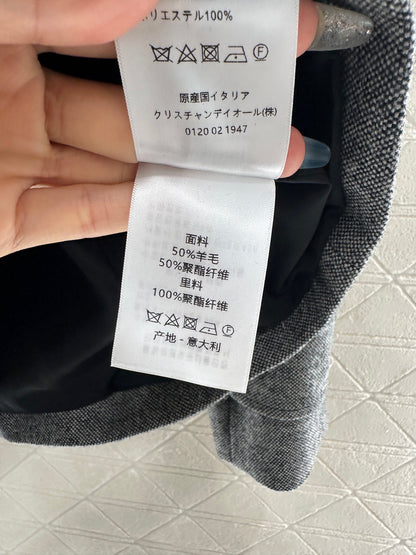 ポリエステル100%
F
原産国イタリア
クリスチャンディオール(株)
0120 02 1947
面料
50%羊毛
50%聚酯纤维
里料
100%聚酯纤维
F
产地 - 意大利